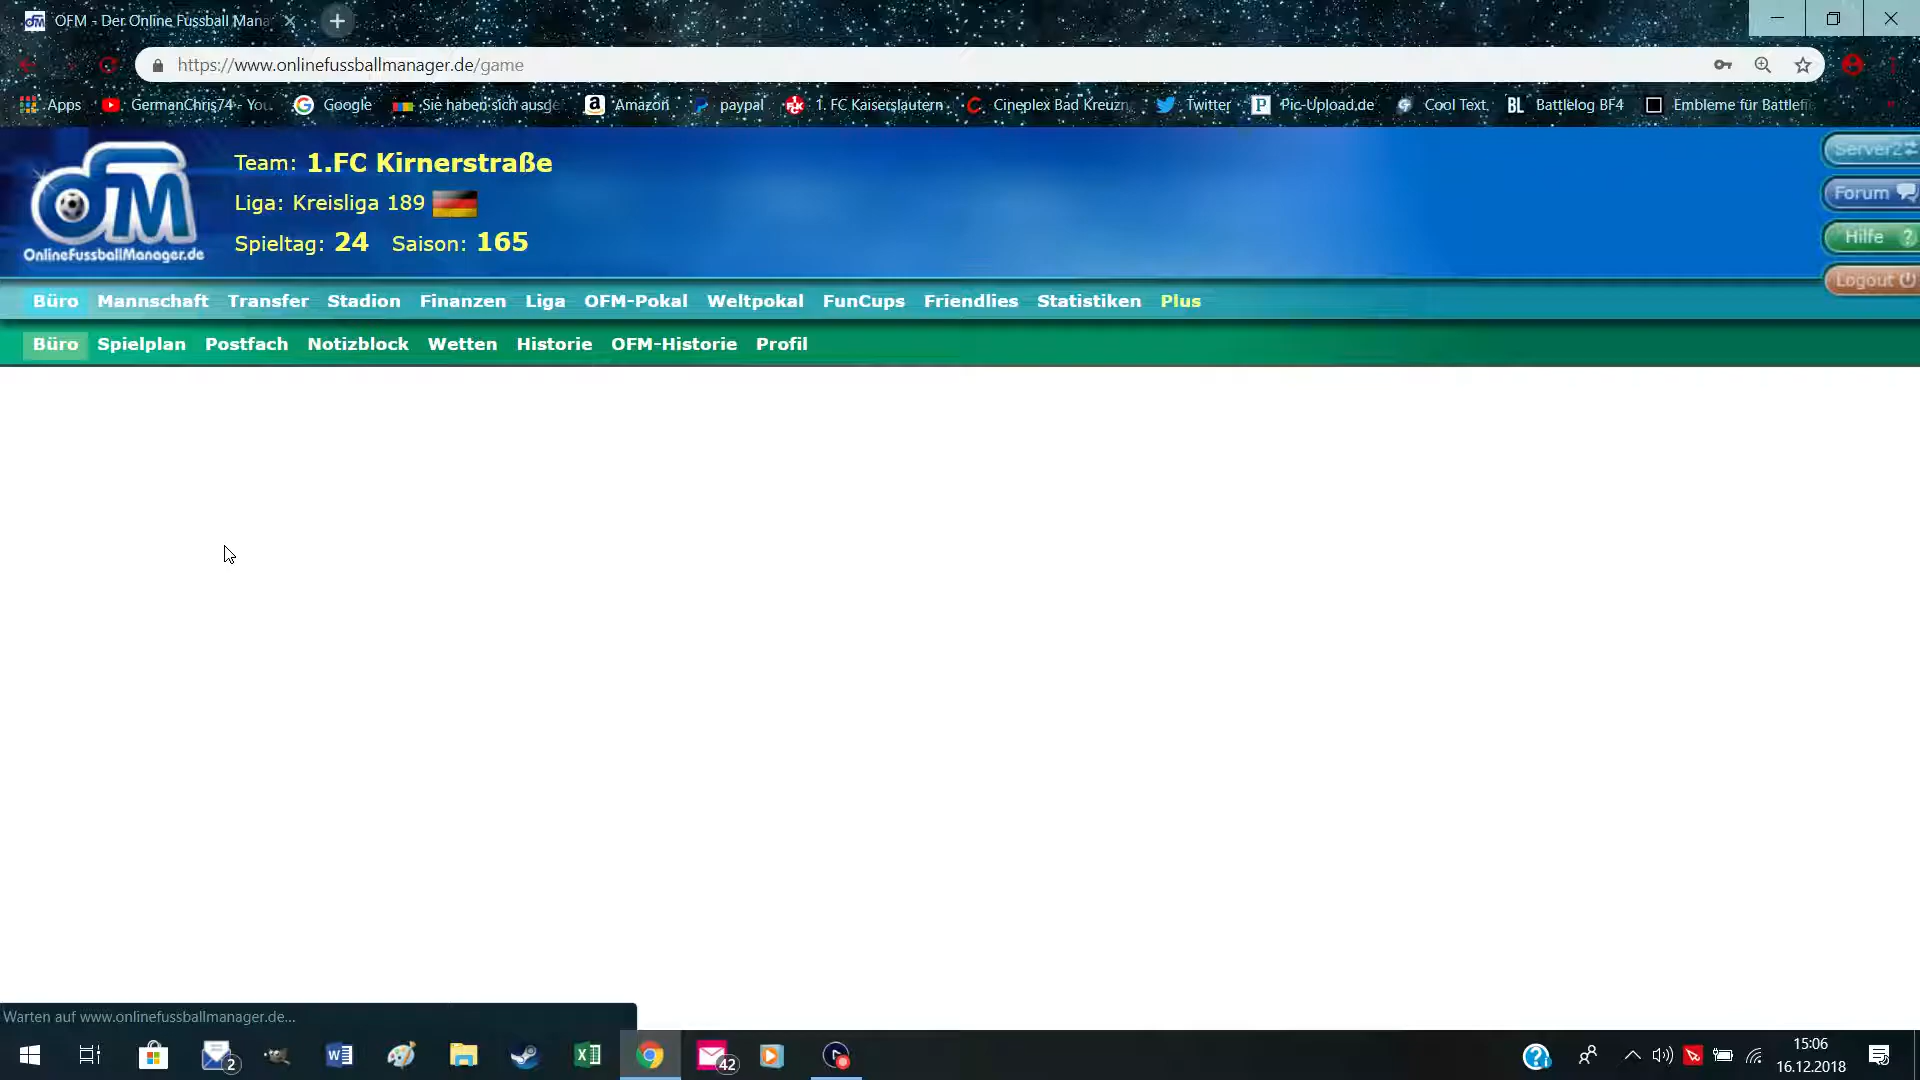 OFM - Der Online Fussball Mana
https://www.onlinefussballmanager.de/game
Apps GermanChris74 - You Google Sie haben sich ausge Amazon paypal 1. FC Kaiserslautern Cineplex Bad Kreuzn Twitter Pic-Upload.de Cool Text. BL Battlelog BF4 Embleme für Battlefi
OFM
OnlineFussballManager.de
Team: 1.FC Kirnerstraße
Liga: Kreisliga 189
Spieltag: 24 Saison: 165
Server2
Forum
Hilfe ?
Logout
Büro Mannschaft Transfer Stadion Finanzen Liga OFM-Pokal Weltpokal FunCups Friendlies Statistiken Plus
Büro Spielplan Postfach Notizblock Wetten Historie OFM-Historie Profil
Warten auf www.onlinefussballmanager.de...
2
42
15:06
16.12.2018